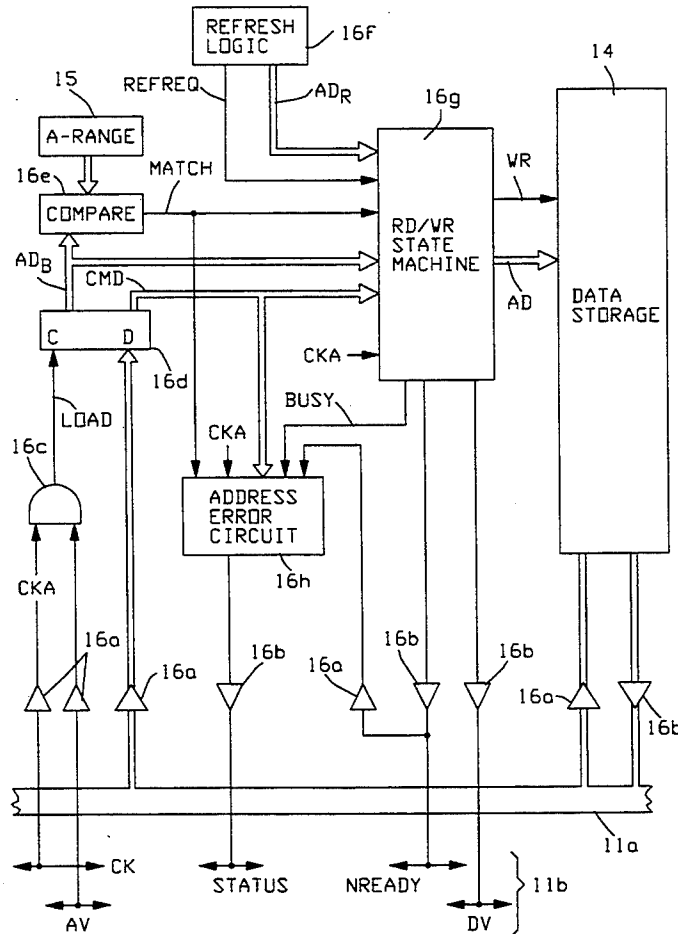 REFRESH
LOGIC
16f
14
15
REFREQ
ADR
16g
A-RANGE
16e
MATCH
WR
COMPARE
RD/WR
STATE
MACHINE
ADB
CMD
AD
DATA
STORAGE
C D
16d
CKA
LOAD
BUSY
16c
CKA
ADDRESS
ERROR
CIRCUIT
CKA
16h
16a
16b
16b
16b
16a
16a
16a
16b
11a
CK
STATUS
NREADY
11b
AV
DV